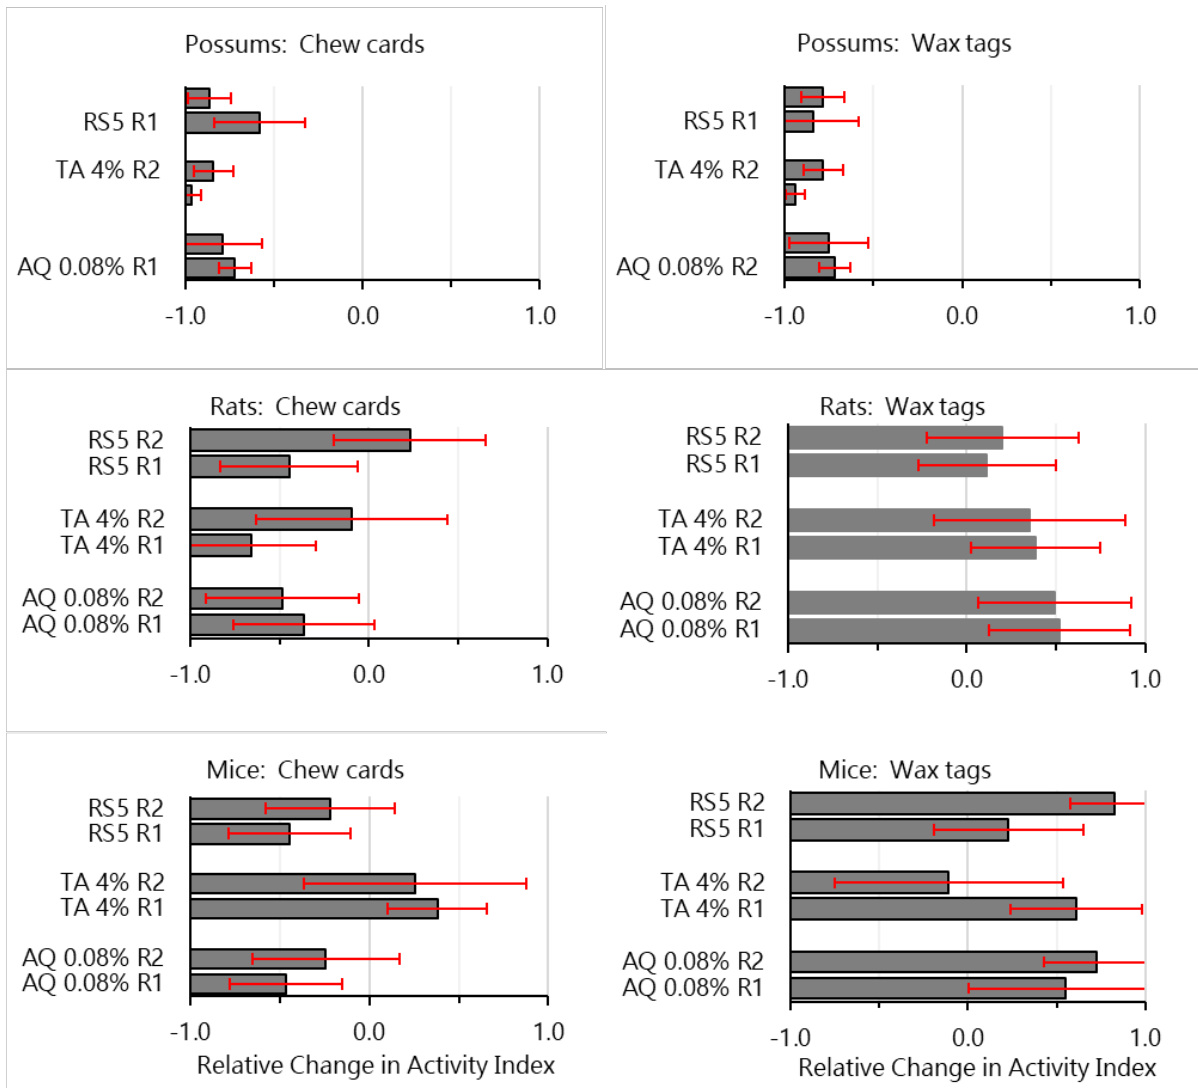 Possums: Chew cards
RS5 R1
TA 4% R2
AQ 0.08% R1
-1.0 0.0 1.0
Possums: Wax tags
RS5 R1
TA 4% R2
AQ 0.08% R2
-1.0 0.0 1.0
Rats: Chew cards
RS5 R2
RS5 R1
TA 4% R2
TA 4% R1
AQ 0.08% R2
AQ 0.08% R1
-1.0 0.0 1.0
Rats: Wax tags
RS5 R2
RS5 R1
TA 4% R2
TA 4% R1
AQ 0.08% R2
AQ 0.08% R1
-1.0 0.0 1.0
Mice: Chew cards
RS5 R2
RS5 R1
TA 4% R2
TA 4% R1
AQ 0.08% R2
AQ 0.08% R1
-1.0 0.0 1.0
Relative Change in Activity Index
Mice: Wax tags
RS5 R2
RS5 R1
TA 4% R2
TA 4% R1
AQ 0.08% R2
AQ 0.08% R1
-1.0 0.0 1.0
Relative Change in Activity Index